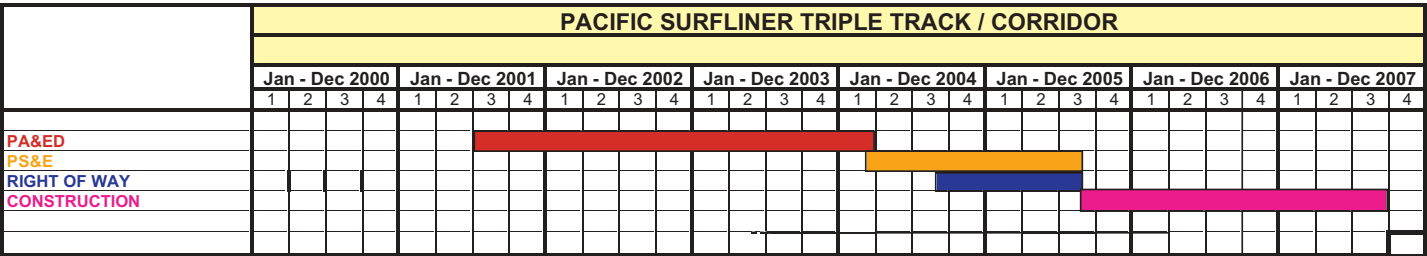 PACIFIC SURFLINER TRIPLE TRACK / CORRIDOR
Jan - Dec 2000 Jan - Dec 2001 Jan - Dec 2002 Jan - Dec 2003 Jan - Dec 2004 Jan - Dec 2005 Jan - Dec 2006 Jan - Dec 2007
1 2 3 4 1 2 3 4 1 2 3 4 1 2 3 4 1 2 3 4 1 2 3 4 1 2 3 4 1 2 3 4
PA&ED
PS&E
RIGHT OF WAY
CONSTRUCTION